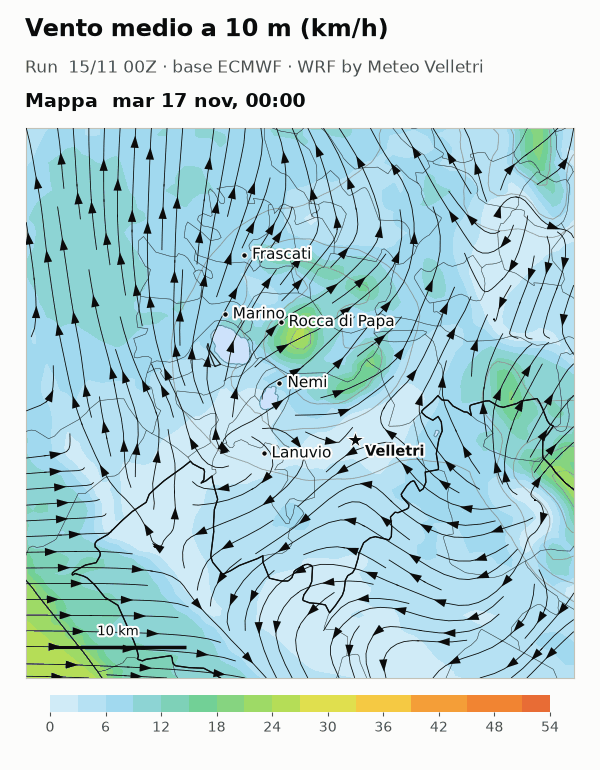 Vento medio a 10 m (km/h)
Run  15/11 00Z · base ECMWF · WRF by Meteo Velletri
Mappa  mar 17 nov, 00:00
Frascati
Marino
Rocca di Papa
Nemi
Velletri
Lanuvio
10 km
0 6 12 18 24 30 36 42 48 54